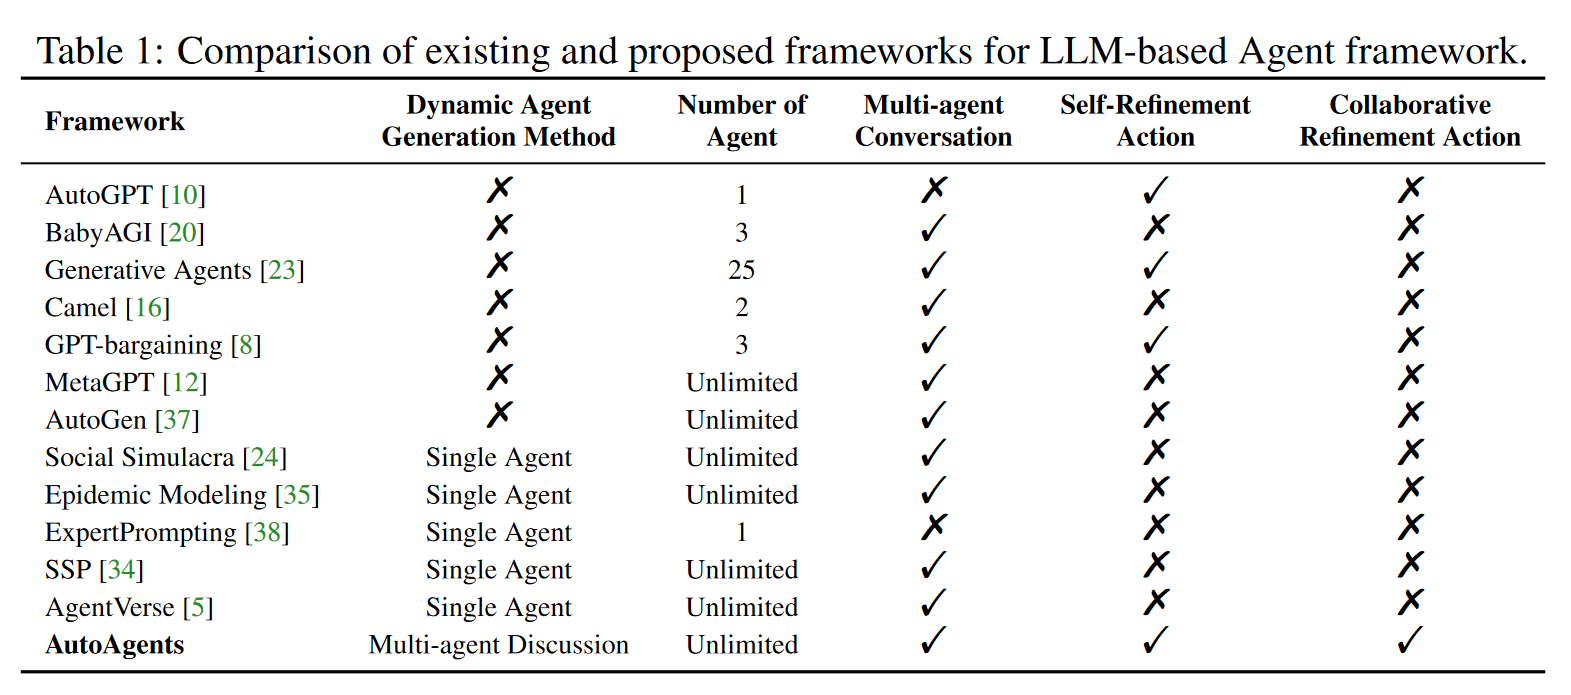 Table 1: Comparison of existing and proposed frameworks for LLM-based Agent framework.
Framework Dynamic Agent Generation Method Number of Agent Multi-agent Conversation Self-Refinement Action Collaborative Refinement Action
AutoGPT [10] ✗ 1 ✗ ✓ ✗
BabyAGI [20] ✗ 3 ✓ ✗ ✗
Generative Agents [23] ✗ 25 ✓ ✓ ✗
Camel [16] ✗ 2 ✓ ✗ ✗
GPT-bargaining [8] ✗ 3 ✓ ✓ ✗
MetaGPT [12] ✗ Unlimited ✓ ✗ ✗
AutoGen [37] ✗ Unlimited ✓ ✗ ✗
Social Simulacra [24] Single Agent Unlimited ✓ ✗ ✗
Epidemic Modeling [35] Single Agent Unlimited ✓ ✗ ✗
ExpertPrompting [38] Single Agent 1 ✗ ✗ ✗
SSP [34] Single Agent Unlimited ✓ ✗ ✗
AgentVerse [5] Single Agent Unlimited ✓ ✗ ✗
AutoAgents Multi-agent Discussion Unlimited ✓ ✓ ✓